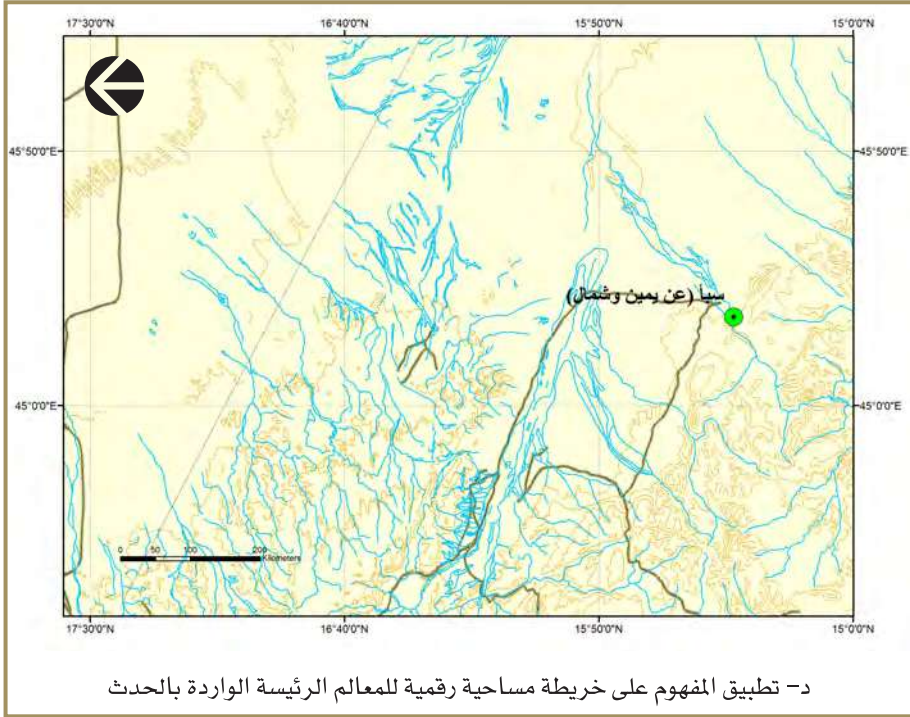 17°30'0"N 16°40'0"N 15°50'0"N 15°0'0"N
45°50'0"E 45°50'0"E
سبأ (عن يمين وشمال)
45°0'0"E 45°0'0"E
0 50 100 200
Kilometers
17°30'0"N 16°40'0"N 15°50'0"N 15°0'0"N
د- تطبيق المفهوم على خريطة مساحية رقمية للمعالم الرئيسة الواردة بالحدث